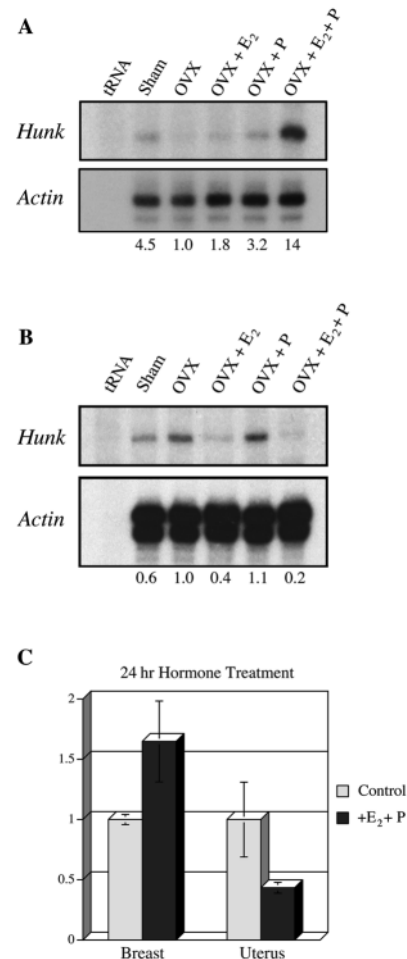 A
tRNA Sham OVX OVX + E₂ OVX + P OVX + E₂ + P
Hunk
Actin
4.5 1.0 1.8 3.2 14
B
tRNA Sham OVX OVX + E₂ OVX + P OVX + E₂ + P
Hunk
Actin
0.6 1.0 0.4 1.1 0.2
C
24 hr Hormone Treatment
2
1.5
1
0.5
0
Control
+E₂ + P
Breast Uterus